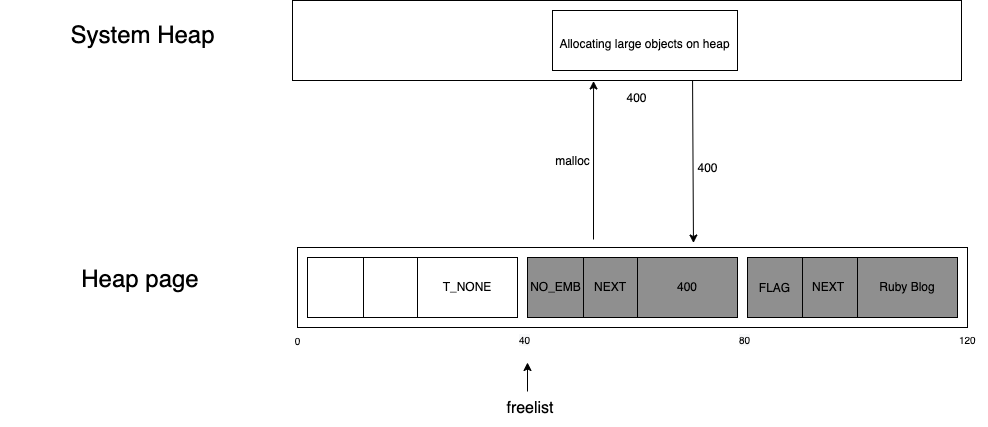 System Heap
Allocating large objects on heap
400
malloc
400
Heap page
T_NONE
NO_EMB
NEXT
400
FLAG
NEXT
Ruby Blog
0
40
80
120
freelist